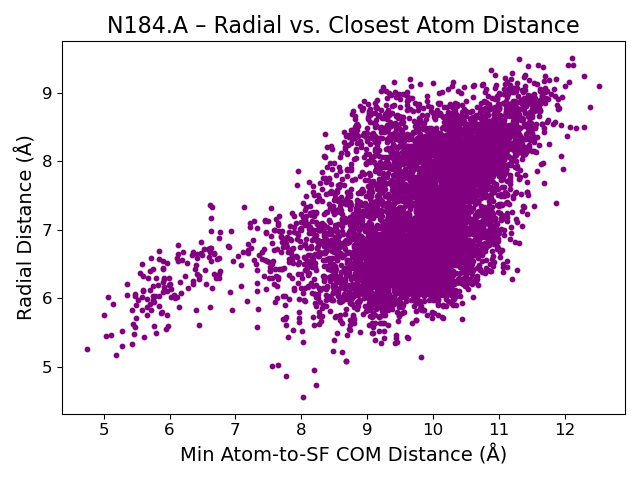 N184.A – Radial vs. Closest Atom Distance
Radial Distance (Å)
9
8
7
6
5
5 6 7 8 9 10 11 12
Min Atom-to-SF COM Distance (Å)